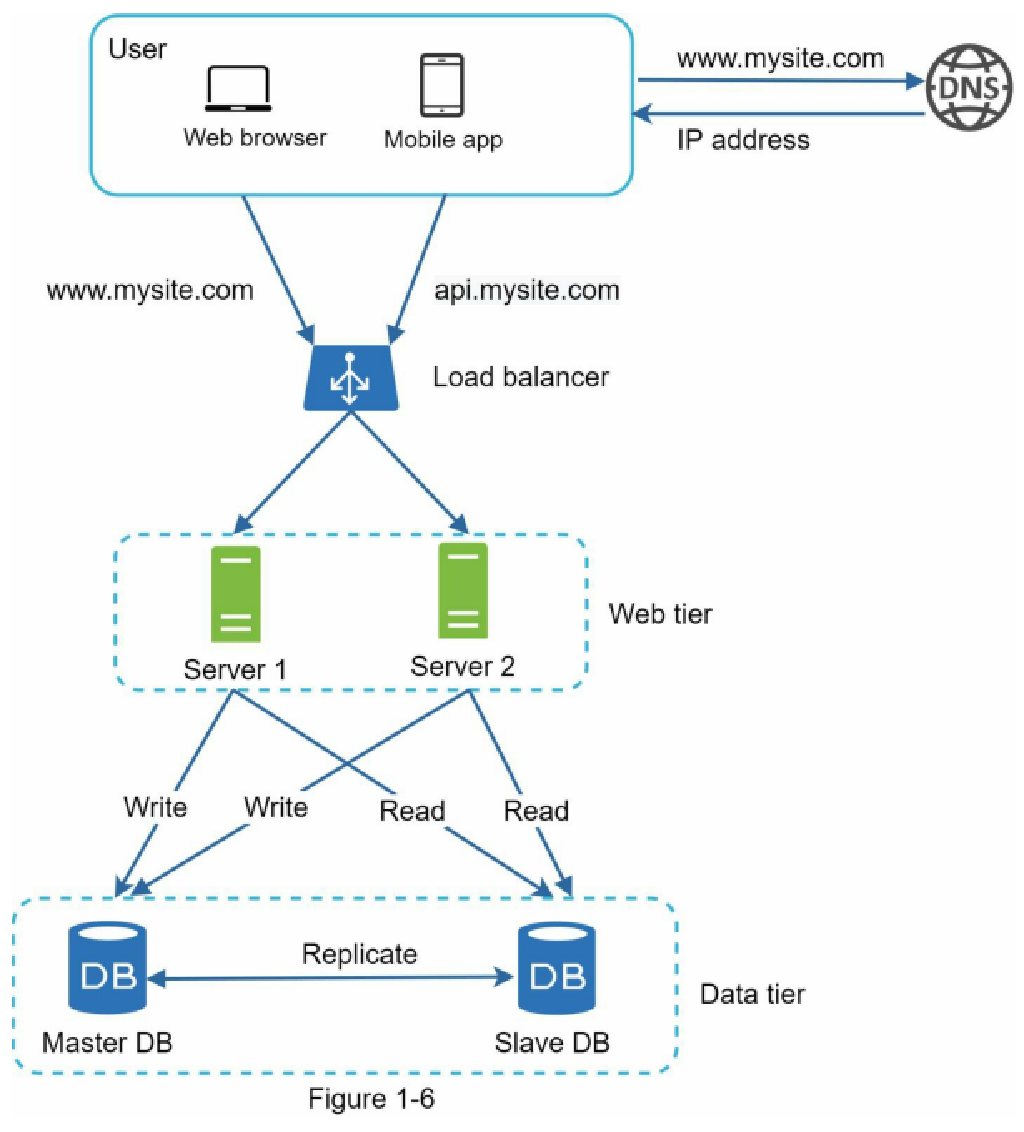 User
Web browser
Mobile app
www.mysite.com
DNS
IP address
www.mysite.com
api.mysite.com
Load balancer
Server 1
Server 2
Web tier
Write
Write
Read
Read
Replicate
DB
DB
Master DB
Slave DB
Data tier
Figure 1-6